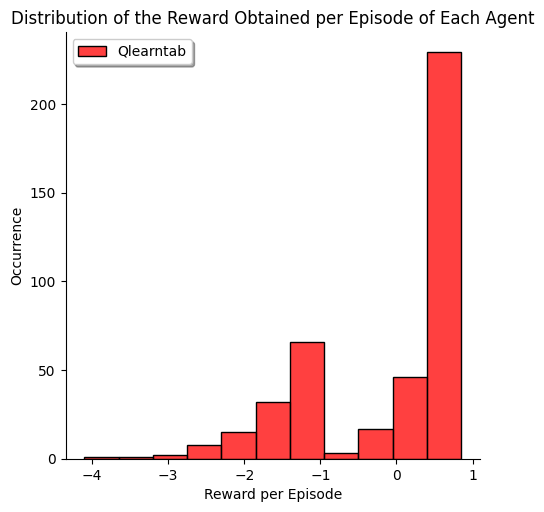 Distribution of the Reward Obtained per Episode of Each Agent
Qlearntab
200
150
100
50
0
Occurrence
−4 −3 −2 −1 0 1
Reward per Episode